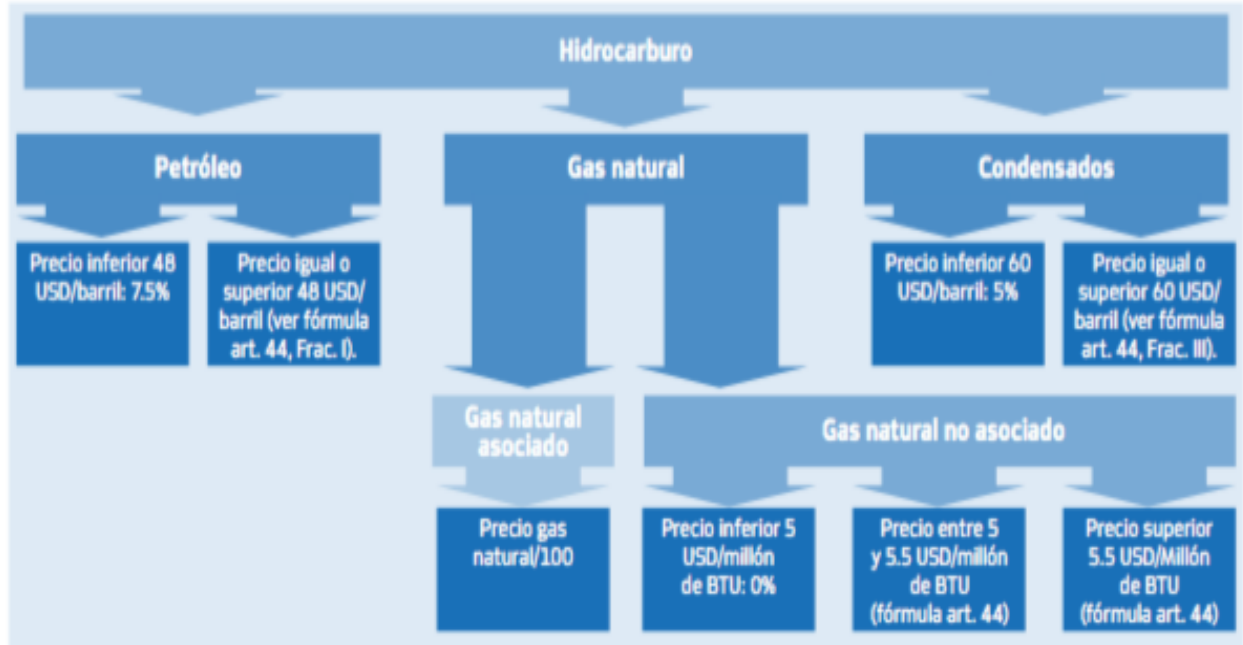 Hidrocarburo
Petróleo
Gas natural
Condensados
Precio inferior 48
USD/barril: 7.5%
Precio igual o
superior 48 USD/
barril (ver fórmula
art. 44, Frac. I).
Precio inferior 60
USD/barril: 5%
Precio igual o
superior 60 USD/
barril (ver fórmula
art. 44, Frac. III).
Gas natural
asociado
Gas natural no asociado
Precio gas
natural/100
Precio inferior 5
USD/millón
de BTU: 0%
Precio entre 5
y 5.5 USD/millón
de BTU
(fórmula art. 44)
Precio superior
5.5 USD/Millón
de BTU
(fórmula art. 44)